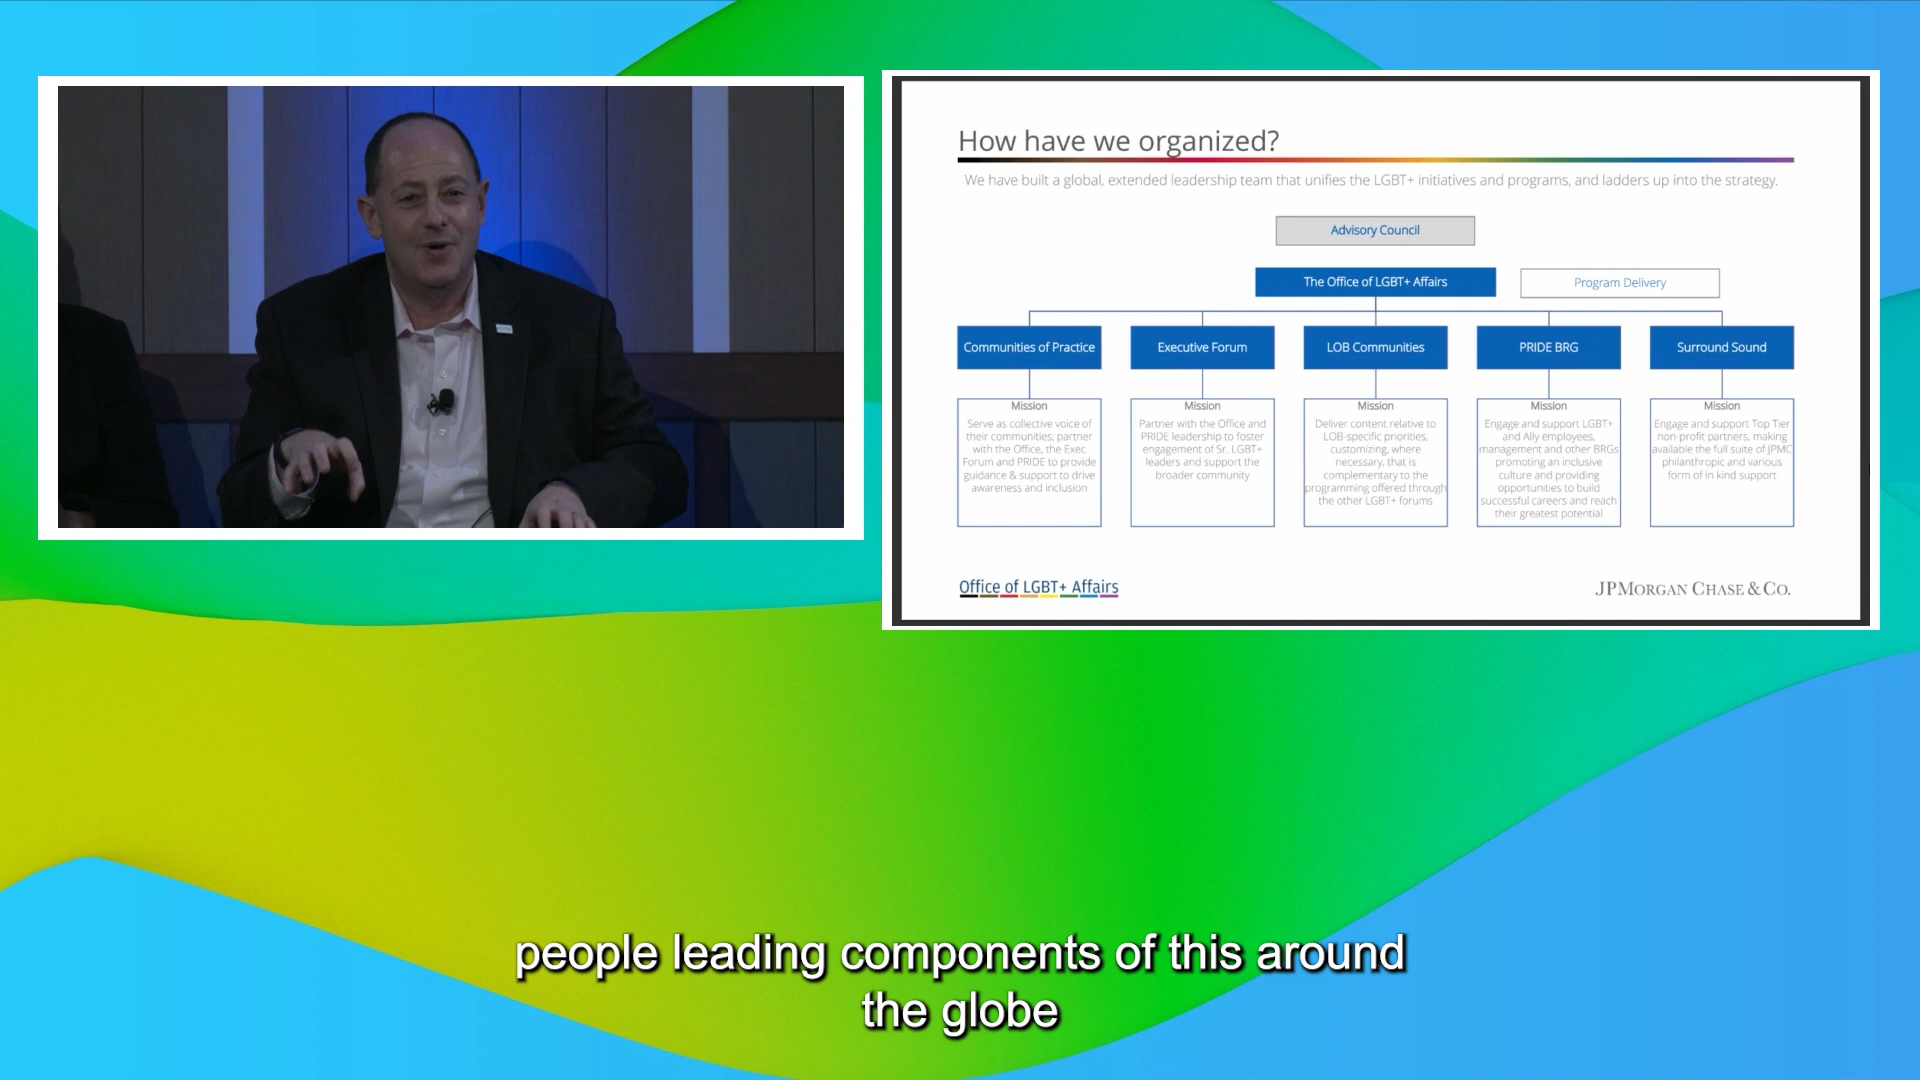 How have we organized?
We have built a global, extended leadership team that unifies the LGBT+ initiatives and programs, and ladders up into the strategy.
Advisory Council
The Office of LGBT+ Affairs
Program Delivery
Communities of Practice
Executive Forum
LOB Communities
PRIDE BRG
Surround Sound
Mission
Serve as collective voice of
their communities; partner
with the Office, the Exec
Forum and PRIDE to provide
guidance & support to drive
awareness and inclusion
Mission
Partner with the Office and
PRIDE leadership to foster
engagement of Sr. LGBT+
leaders and support the
broader community
Mission
Deliver content relative to
LOB-specific priorities,
customizing, where
necessary, that is
complementary to the
programming offered through
the other LGBT+ forums
Mission
Engage and support LGBT+
and Ally employees,
management and other BRGs
promoting an inclusive
culture and providing
opportunities to build
successful careers and reach
their greatest potential
Mission
Engage and support Top Tier
non-profit partners, making
available the full suite of JPMC
philanthropic and various
form of in kind support
Office of LGBT+ Affairs
JPMORGAN CHASE & CO.
people leading components of this around
the globe